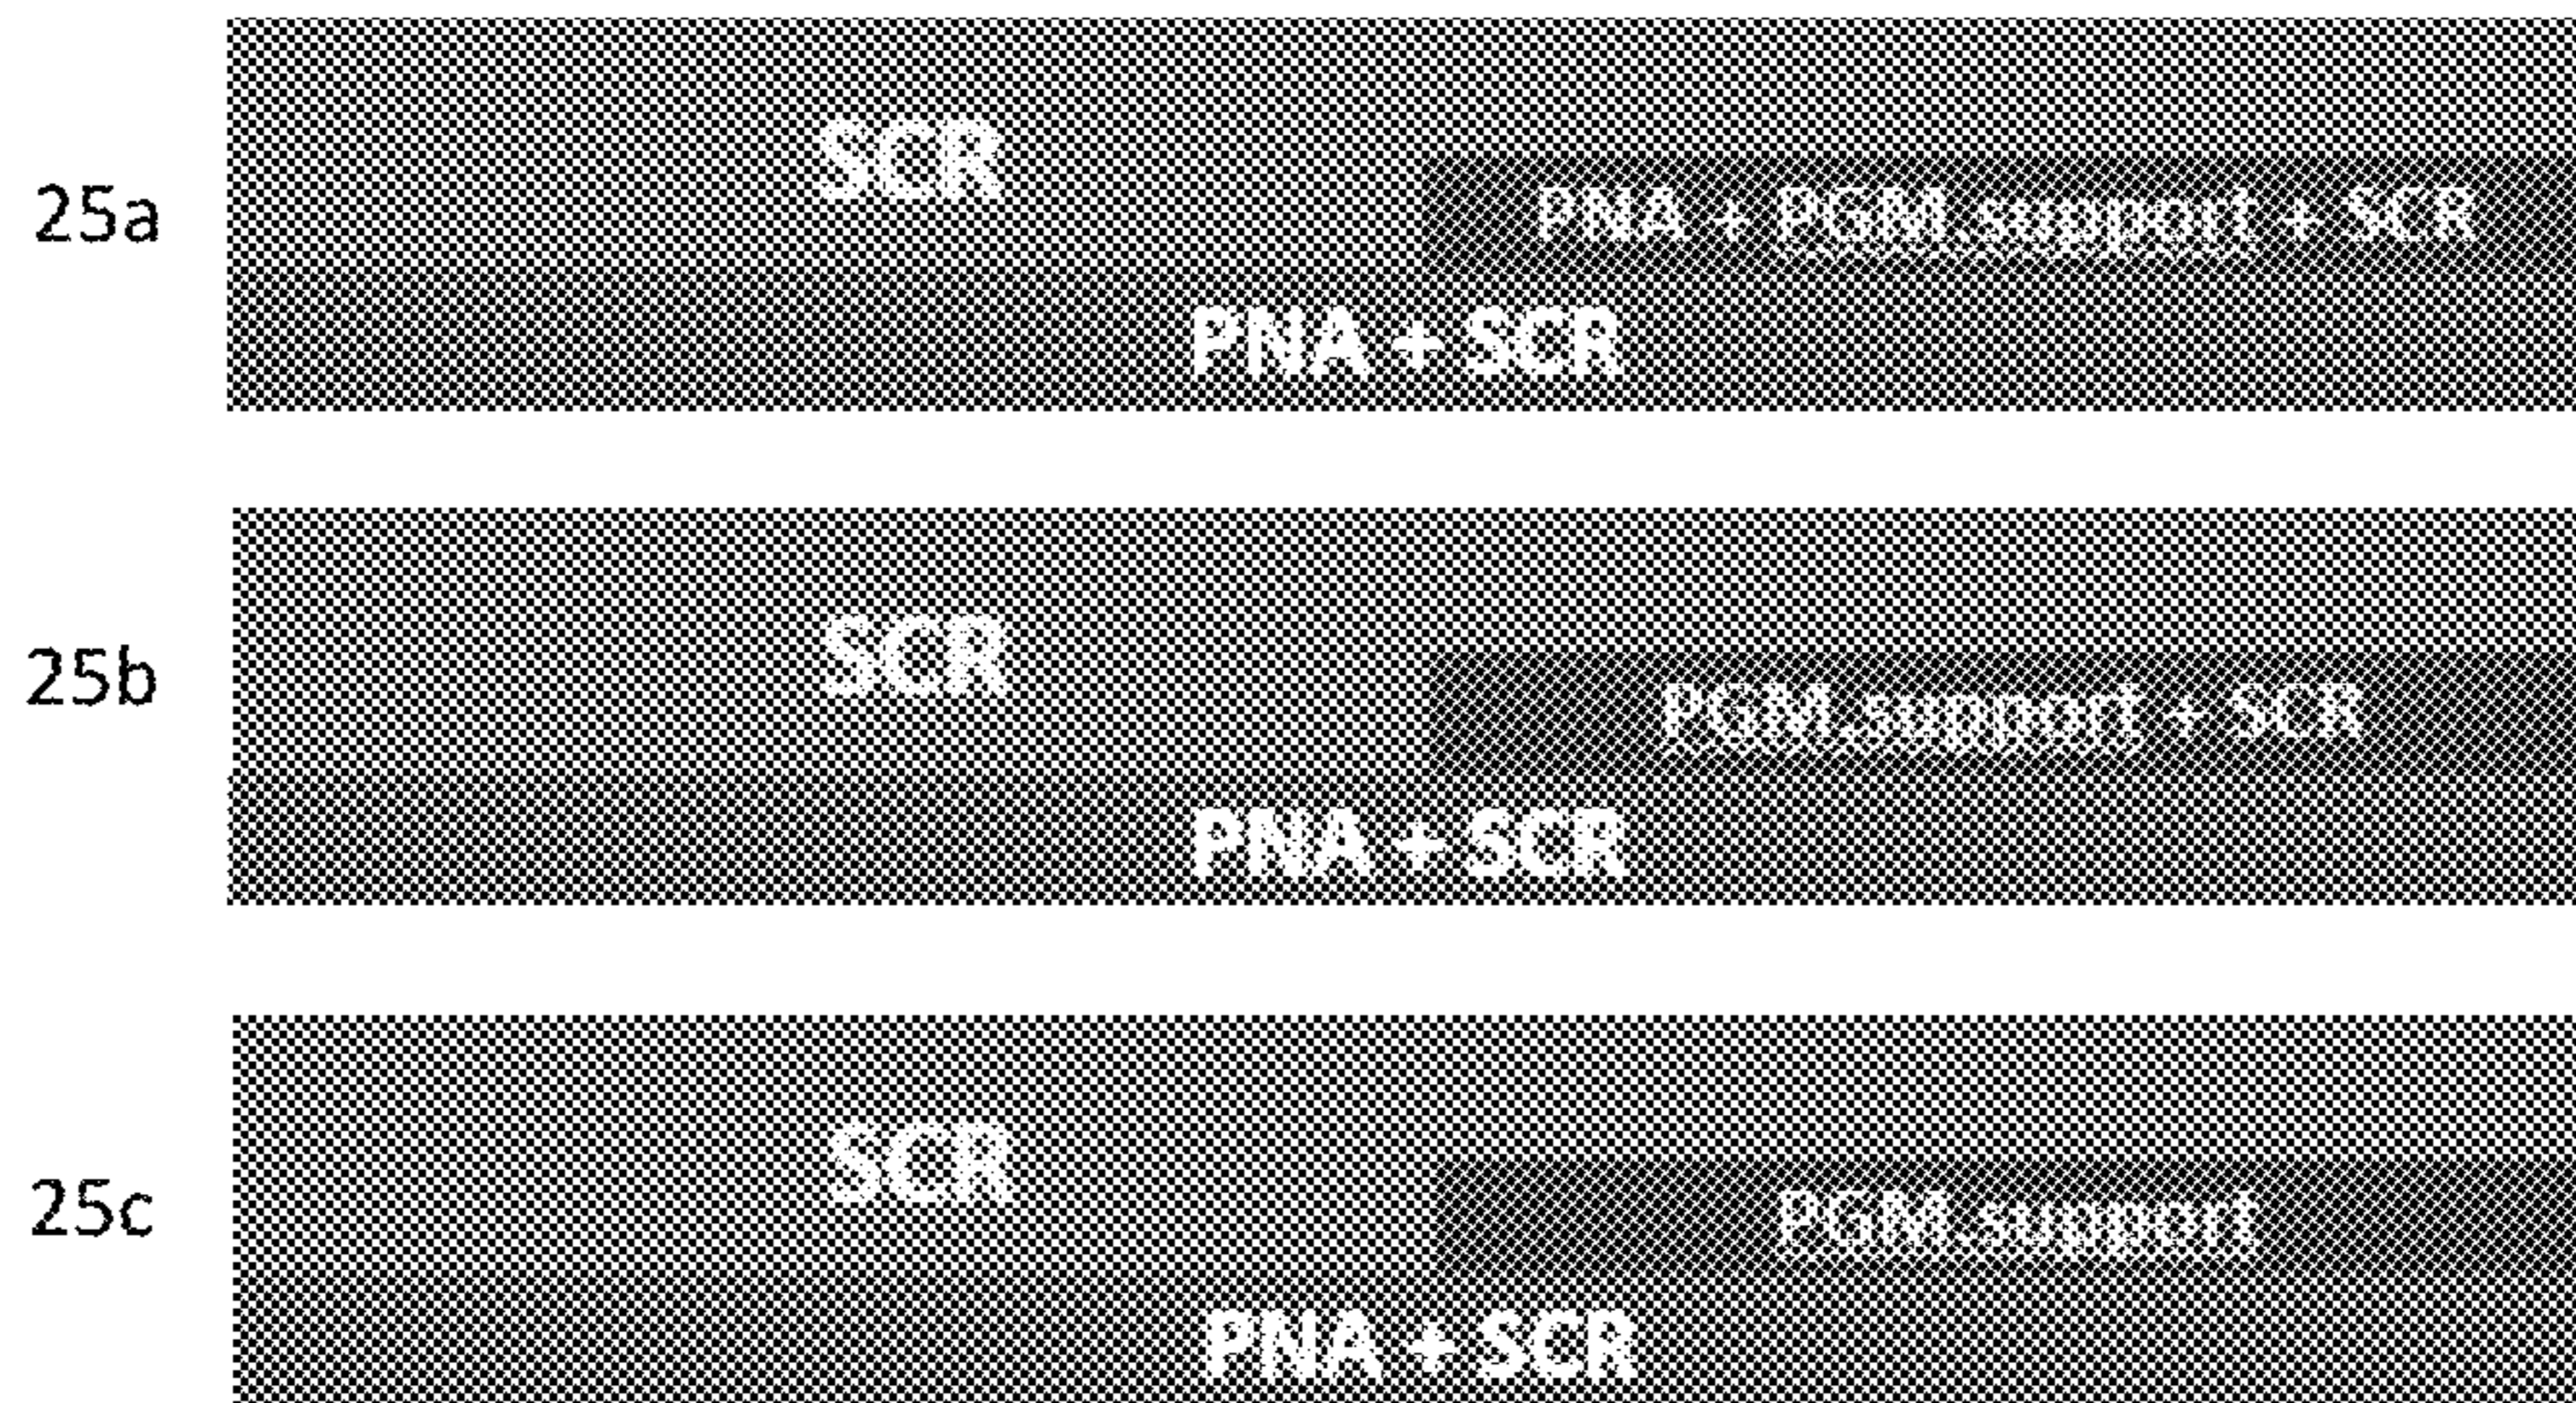 SCR
25a
PNA + PGM.support + SCR
PNA + SCR
SCR
25b
PGM.support + SCR
PNA + SCR
SCR
25c
PGM.support
PNA + SCR